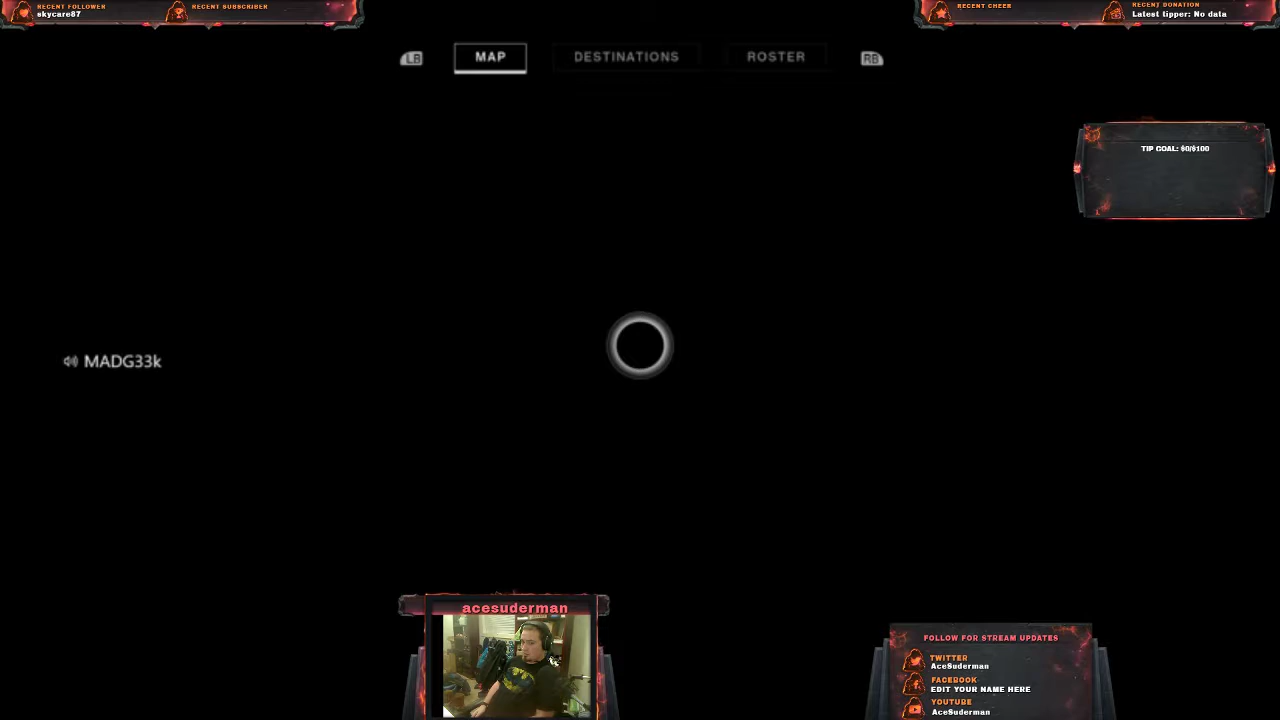 RECENT FOLLOWER
skycare87
RECENT SUBSCRIBER
RECENT CHEER
RECENT DONATION
Latest tipper: No data
LB
MAP
DESTINATIONS
ROSTER
RB
TIP GOAL: $0/$100
MADG33k
acesuderman
FOLLOW FOR STREAM UPDATES
TWITTER
AceSuderman
FACEBOOK
EDIT YOUR NAME HERE
YOUTUBE
AceSuderman